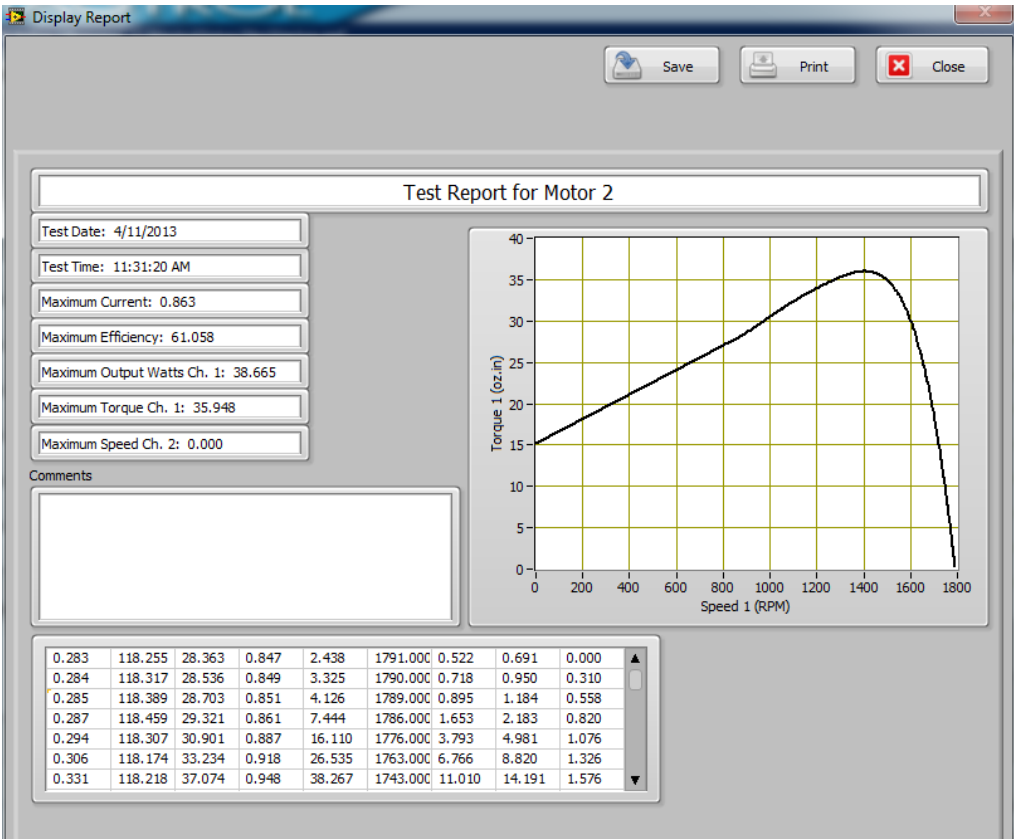 Display Report
Save Print Close
Test Report for Motor 2
Test Date: 4/11/2013
Test Time: 11:31:20 AM
Maximum Current: 0.863
Maximum Efficiency: 61.058
Maximum Output Watts Ch. 1: 38.665
Maximum Torque Ch. 1: 35.948
Maximum Speed Ch. 2: 0.000
Comments
40
35
30
25
20
15
10
5
0
Torque 1 (oz.in)
0 200 400 600 800 1000 1200 1400 1600 1800
Speed 1 (RPM)
0.283 118.255 28.363 0.847 2.438 1791.000 0.522 0.691 0.000
0.284 118.317 28.536 0.849 3.325 1790.000 0.718 0.950 0.310
0.285 118.389 28.703 0.851 4.126 1789.000 0.895 1.184 0.558
0.287 118.459 29.321 0.861 7.444 1786.000 1.653 2.183 0.820
0.294 118.307 30.901 0.887 16.110 1776.000 3.793 4.981 1.076
0.306 118.174 33.234 0.918 26.535 1763.000 6.766 8.820 1.326
0.331 118.218 37.074 0.948 38.267 1743.000 11.010 14.191 1.576